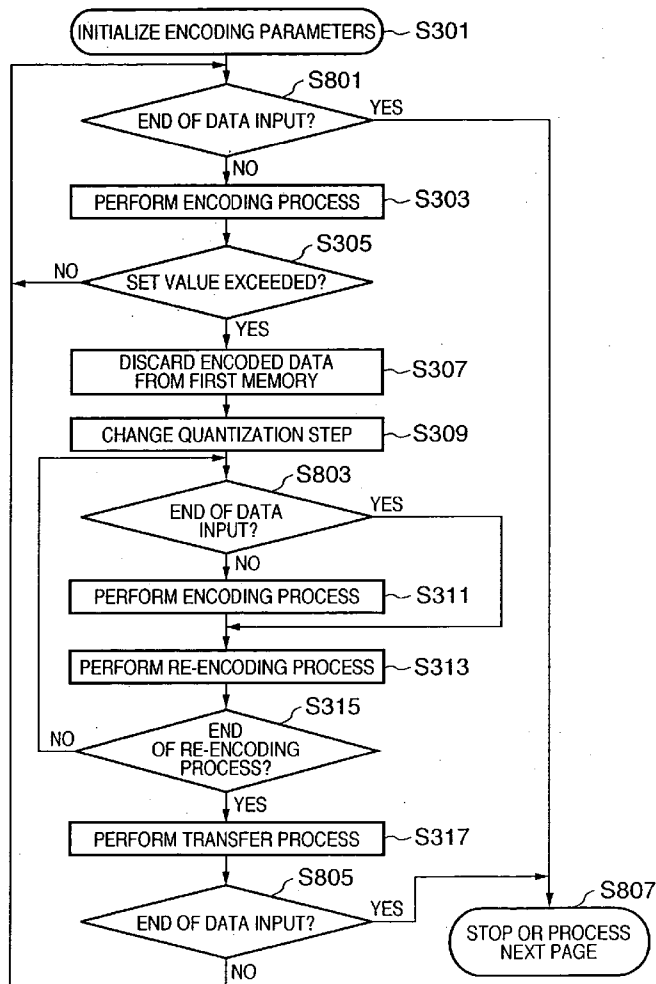 INITIALIZE ENCODING PARAMETERS
S301
S801
END OF DATA INPUT?
YES
NO
PERFORM ENCODING PROCESS
S303
S305
NO
SET VALUE EXCEEDED?
YES
DISCARD ENCODED DATA
FROM FIRST MEMORY
S307
CHANGE QUANTIZATION STEP
S309
S803
END OF DATA
INPUT?
YES
NO
PERFORM ENCODING PROCESS
S311
PERFORM RE-ENCODING PROCESS
S313
S315
NO
END
OF RE-ENCODING
PROCESS?
YES
PERFORM TRANSFER PROCESS
S317
S805
END OF DATA INPUT?
YES
NO
S807
STOP OR PROCESS
NEXT PAGE